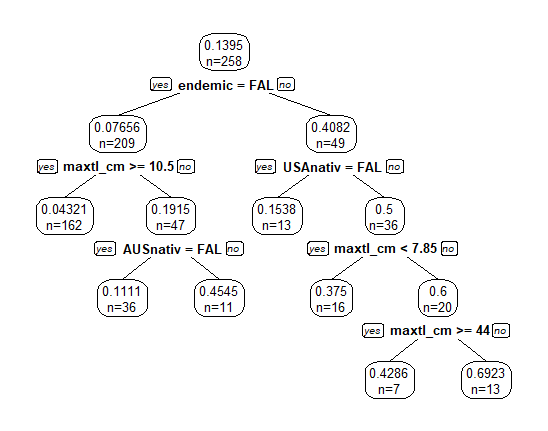 0.1395
n=258
yes endemic = FAL no
0.07656
n=209
0.4082
n=49
yes maxtl_cm >= 10.5 no
yes USAnativ = FAL no
0.04321
n=162
0.1915
n=47
0.1538
n=13
0.5
n=36
yes AUSnativ = FAL no
yes maxtl_cm < 7.85 no
0.1111
n=36
0.4545
n=11
0.375
n=16
0.6
n=20
yes maxtl_cm >= 44 no
0.4286
n=7
0.6923
n=13